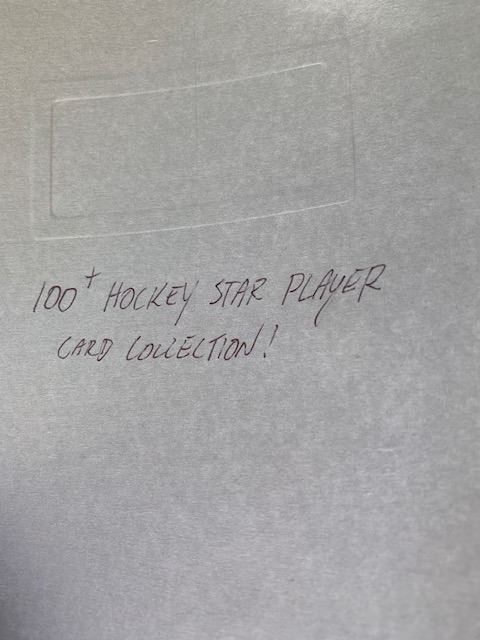 100+ HOCKEY STAR PLAYER
CARD COLLECTION!